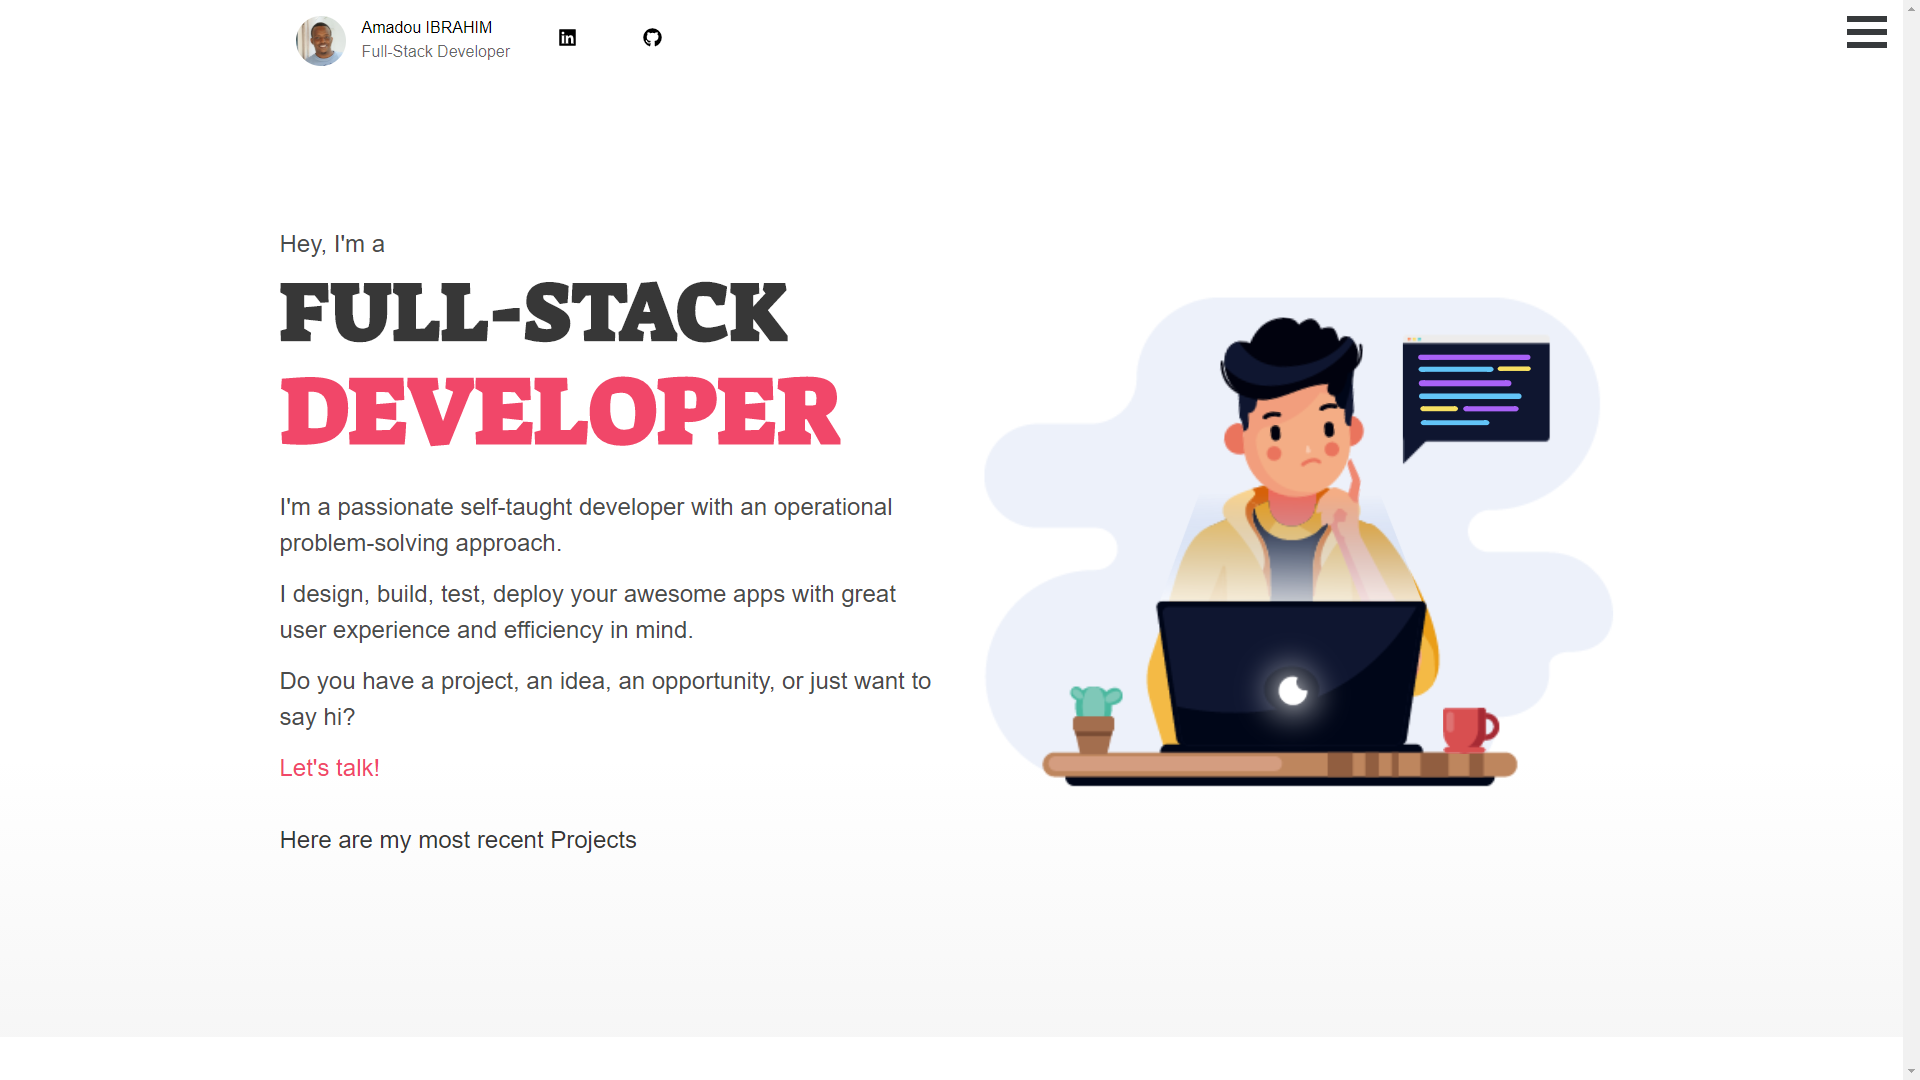 Amadou IBRAHIM
Full-Stack Developer
Hey, I'm a
FULL-STACK
DEVELOPER
I'm a passionate self-taught developer with an operational
problem-solving approach.
I design, build, test, deploy your awesome apps with great
user experience and efficiency in mind.
Do you have a project, an idea, an opportunity, or just want to
say hi?
Let's talk!
Here are my most recent Projects